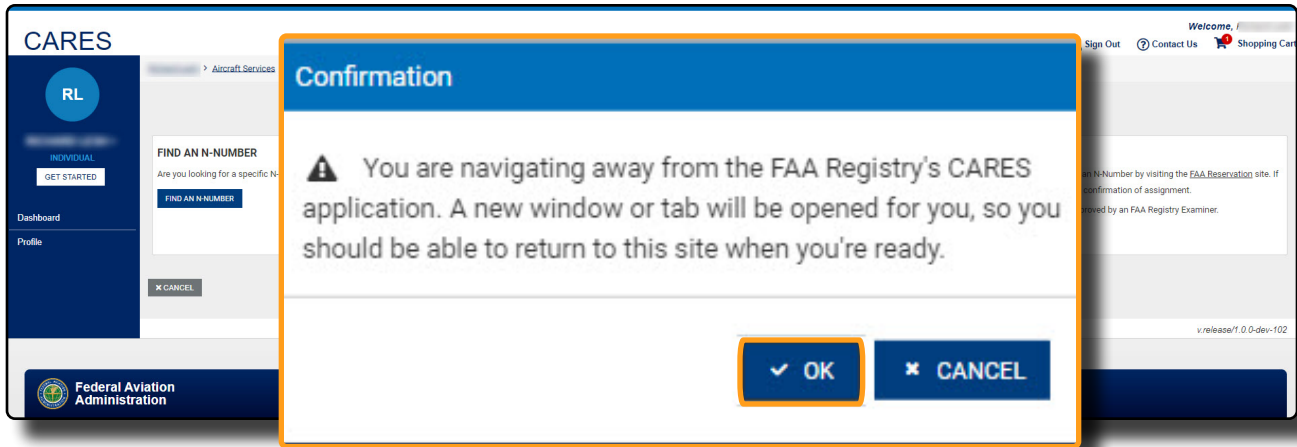 Welcome,
CARES
Sign Out
Contact Us
1
Shopping Cart
> Aircraft Services
RL
INDIVIDUAL
GET STARTED
Dashboard
Profile
FIND AN N-NUMBER
Are you looking for a specific N-
FIND AN N-NUMBER
× CANCEL
Confirmation
You are navigating away from the FAA Registry's CARES
application. A new window or tab will be opened for you, so you
should be able to return to this site when you're ready.
✓ OK
× CANCEL
an N-Number by visiting the FAA Reservation site. If
confirmation of assignment.
proved by an FAA Registry Examiner.
v.release/1.0.0-dev-102
Federal Aviation
Administration